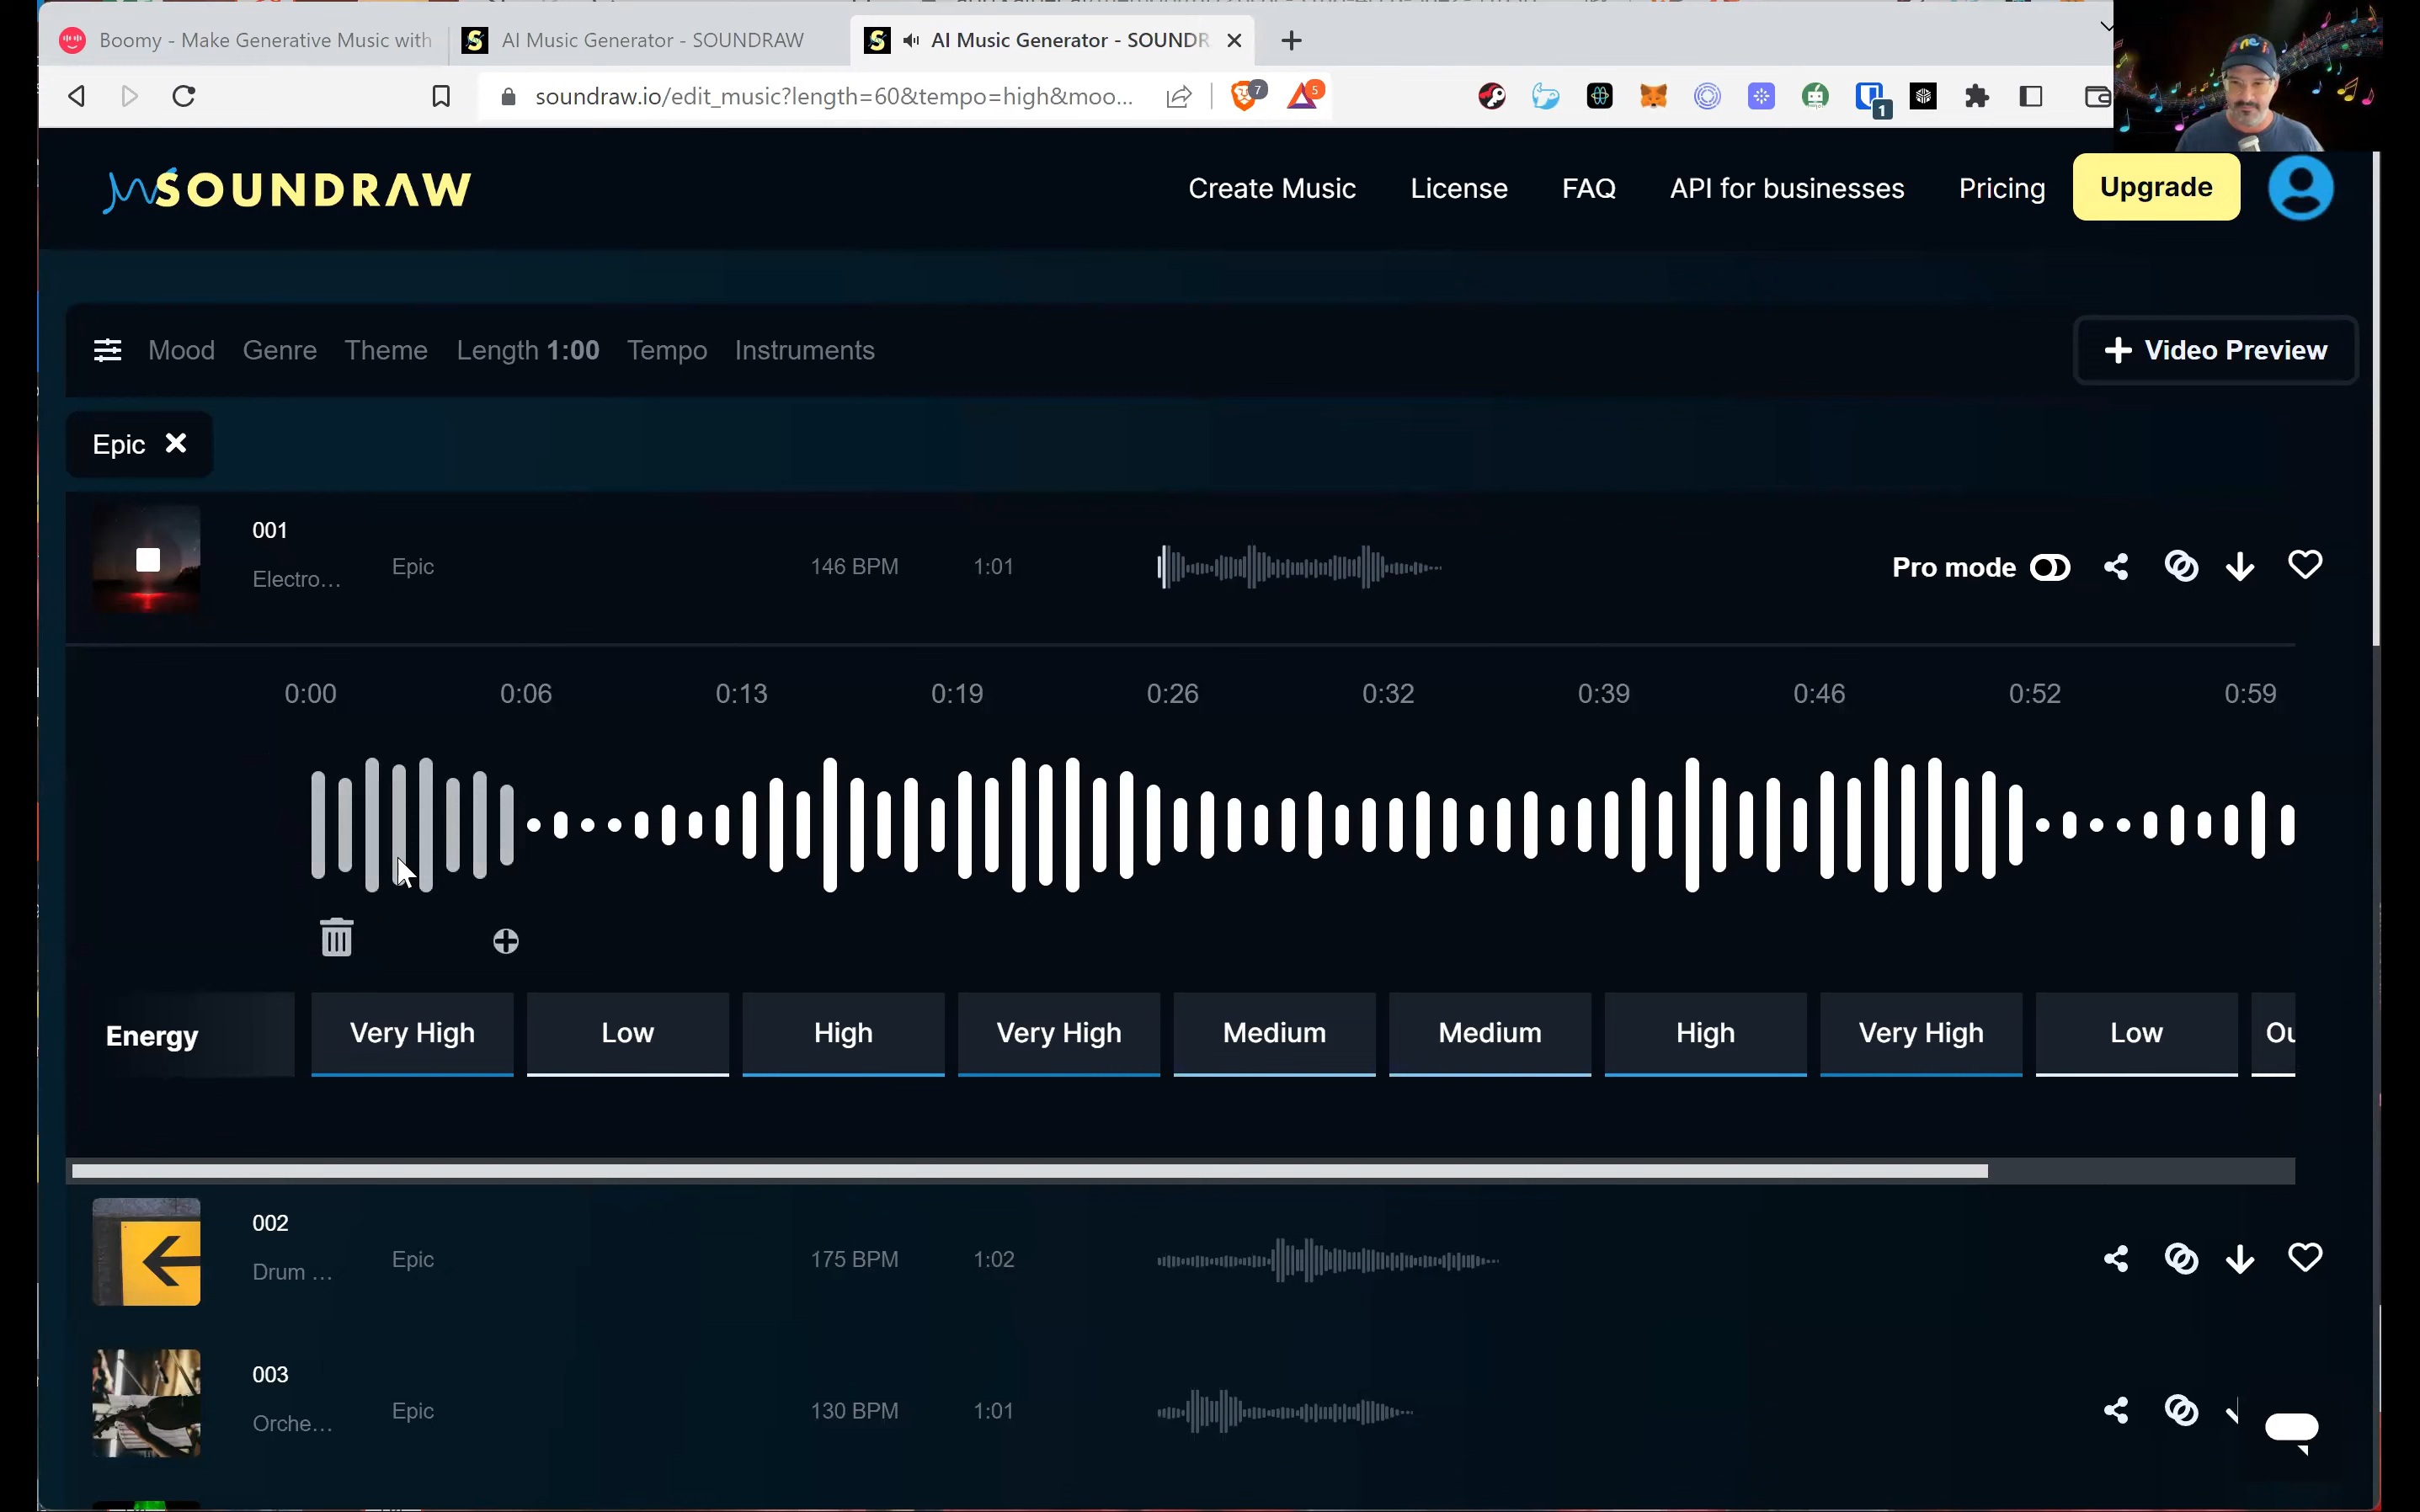 Boomy - Make Generative Music with
AI Music Generator - SOUNDRAW
AI Music Generator - SOUNDR
soundraw.io/edit_music?length=60&tempo=high&moo...
7
5
1
SOUNDRAW
Create Music
License
FAQ
API for businesses
Pricing
Upgrade
Mood
Genre
Theme
Length 1:00
Tempo
Instruments
Video Preview
Epic
001
Electro...
Epic
146 BPM
1:01
Pro mode
0:00
0:06
0:13
0:19
0:26
0:32
0:39
0:46
0:52
0:59
Energy
Very High
Low
High
Very High
Medium
Medium
High
Very High
Low
Ou
002
Drum ...
Epic
175 BPM
1:02
003
Orche...
Epic
130 BPM
1:01